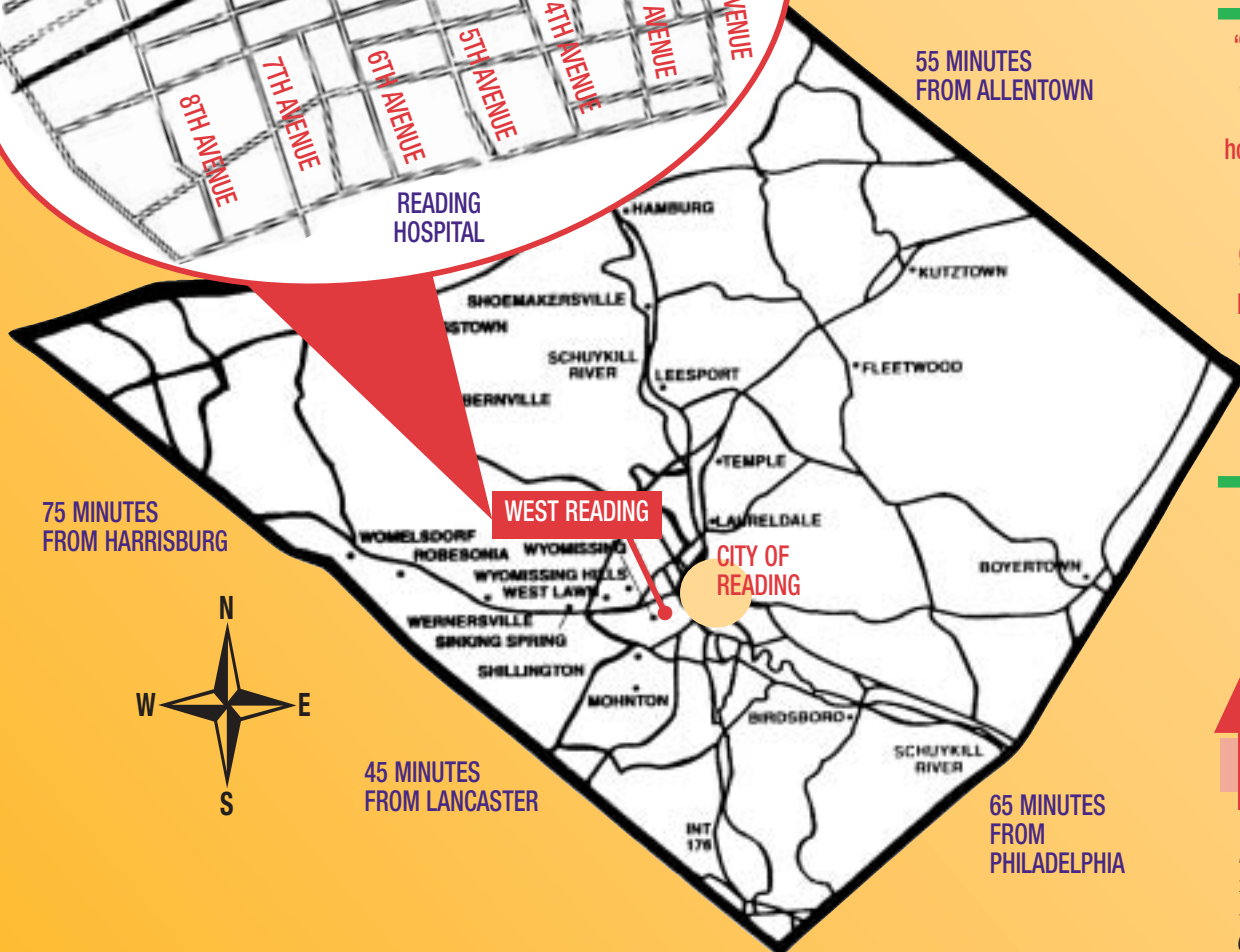 8TH AVENUE
7TH AVENUE
6TH AVENUE
5TH AVENUE
4TH AVENUE
AVENUE
VENUE
READING
HOSPITAL
55 MINUTES
FROM ALLENTOWN
HAMBURG
KUTZTOWN
SHOEMAKERSVILLE
SSTOWN
SCHUYKILL
RIVER
LEESPORT
FLEETWOOD
BERNVILLE
TEMPLE
75 MINUTES
FROM HARRISBURG
WEST READING
LAURELDALE
WOMELSDORF
ROBESONIA
WYOMISSING
CITY OF
READING
WYOMISSING HILLS
WEST LAWN
BOYERTOWN
WERNERSVILLE
SINKING SPRING
SHILLINGTON
MOHNTON
BIRDSBORO
SCHUYKILL
RIVER
N
W
E
S
45 MINUTES
FROM LANCASTER
65 MINUTES
FROM
PHILADELPHIA
INT
176